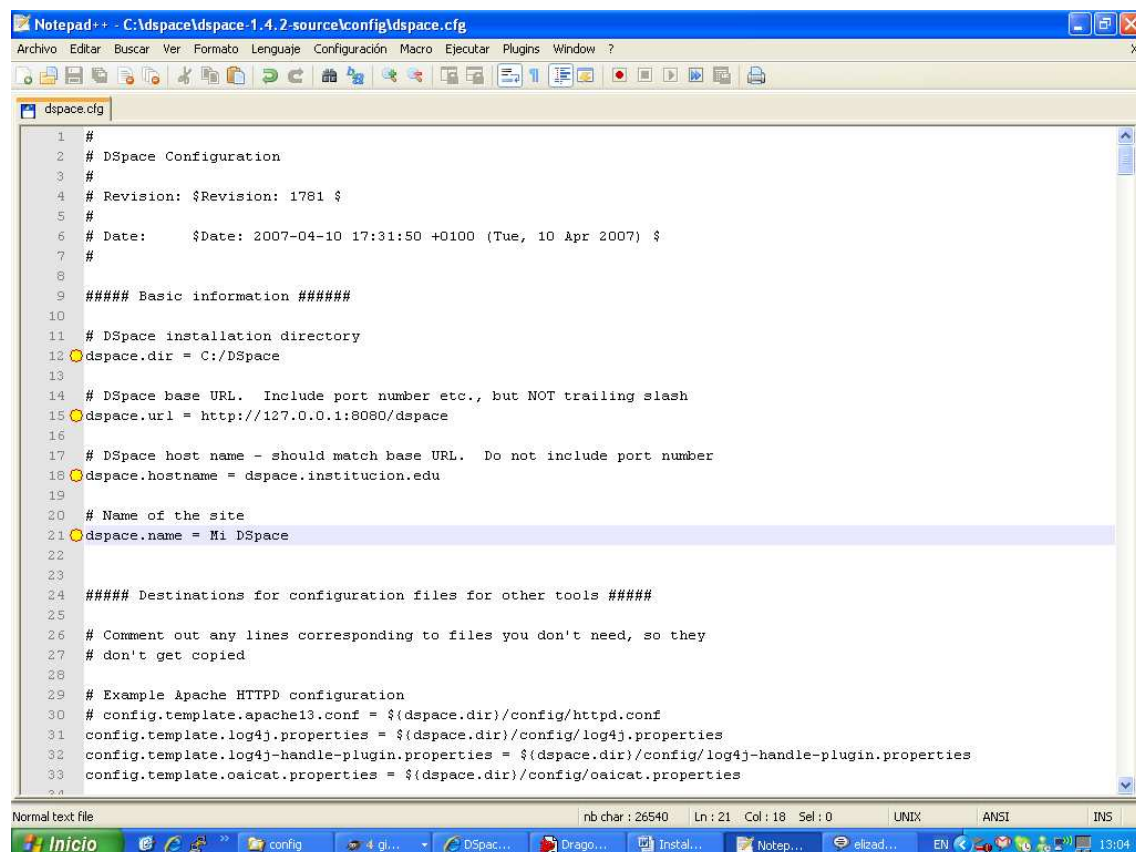 Notepad++ - C:\dspace\dspace-1.4.2-source\config\dspace.cfg
Archivo Editar Buscar Ver Formato Lenguaje Configuración Macro Ejecutar Plugins Window ? X
dspace.cfg
1 #
2 # DSpace Configuration
3 #
4 # Revision: $Revision: 1781 $
5 #
6 # Date: $Date: 2007-04-10 17:31:50 +0100 (Tue, 10 Apr 2007) $
7 #
8
9 ##### Basic information ######
10
11 # DSpace installation directory
12 dspace.dir = C:/DSpace
13
14 # DSpace base URL. Include port number etc., but NOT trailing slash
15 dspace.url = http://127.0.0.1:8080/dspace
16
17 # DSpace host name - should match base URL. Do not include port number
18 dspace.hostname = dspace.institucion.edu
19
20 # Name of the site
21 dspace.name = Mi DSpace
22
23
24 ##### Destinations for configuration files for other tools #####
25
26 # Comment out any lines corresponding to files you don't need, so they
27 # don't get copied
28
29 # Example Apache HTTPD configuration
30 # config.template.apache13.conf = ${dspace.dir}/config/httpd.conf
31 config.template.log4j.properties = ${dspace.dir}/config/log4j.properties
32 config.template.log4j-handle-plugin.properties = ${dspace.dir}/config/log4j-handle-plugin.properties
33 config.template.oaicat.properties = ${dspace.dir}/config/oaicat.properties
Normal text file nb char : 26540 Ln : 21 Col : 18 Sel : 0 UNIX ANSI INS
Inicio config 4 gi... DSpac... Drago... Instal... Notep... elizad... EN 13:04